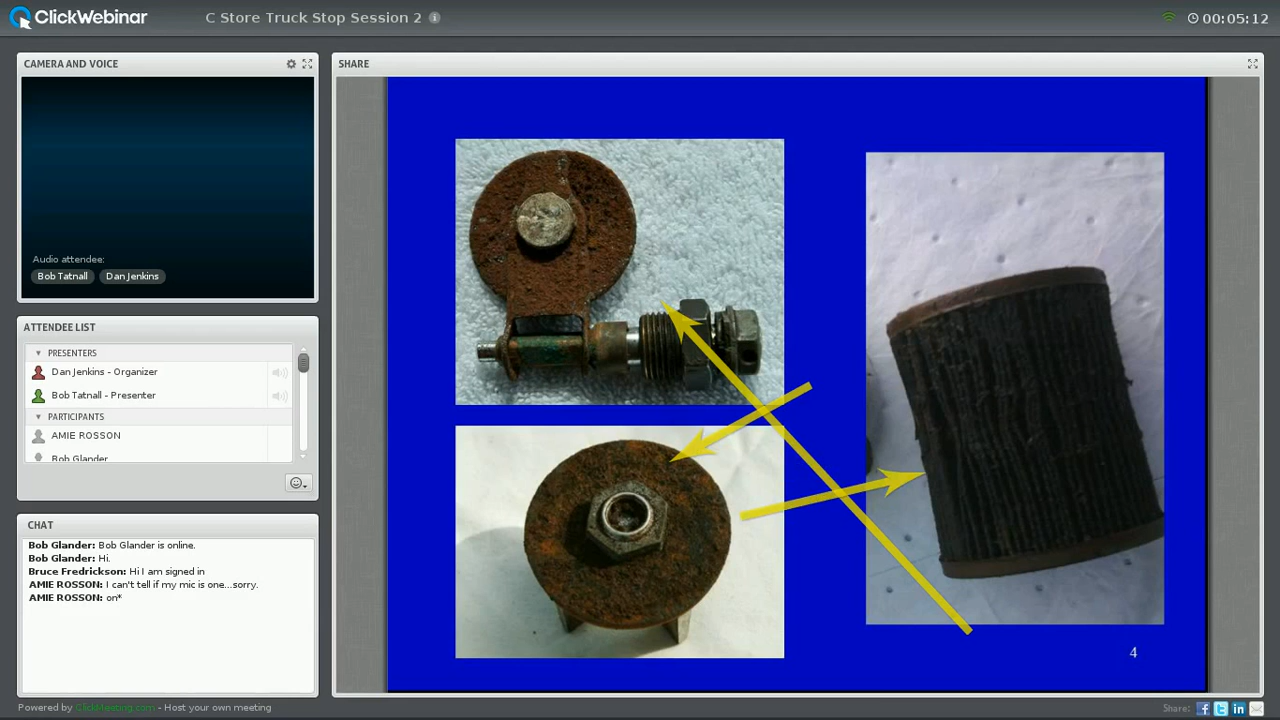 ClickWebinar
C Store Truck Stop Session 2
00:05:12
CAMERA AND VOICE
Audio attendee:
Bob Tatnall Dan Jenkins
ATTENDEE LIST
PRESENTERS
Dan Jenkins - Organizer
Bob Tatnall - Presenter
PARTICIPANTS
AMIE ROSSON
Bob Glander
CHAT
Bob Glander: Bob Glander is online.
Bob Glander: Hi.
Bruce Fredrickson: Hi I am signed in
AMIE ROSSON: I can't tell if my mic is one...sorry.
AMIE ROSSON: on*
SHARE
4
Powered by ClickMeeting.com - Host your own meeting
Share: